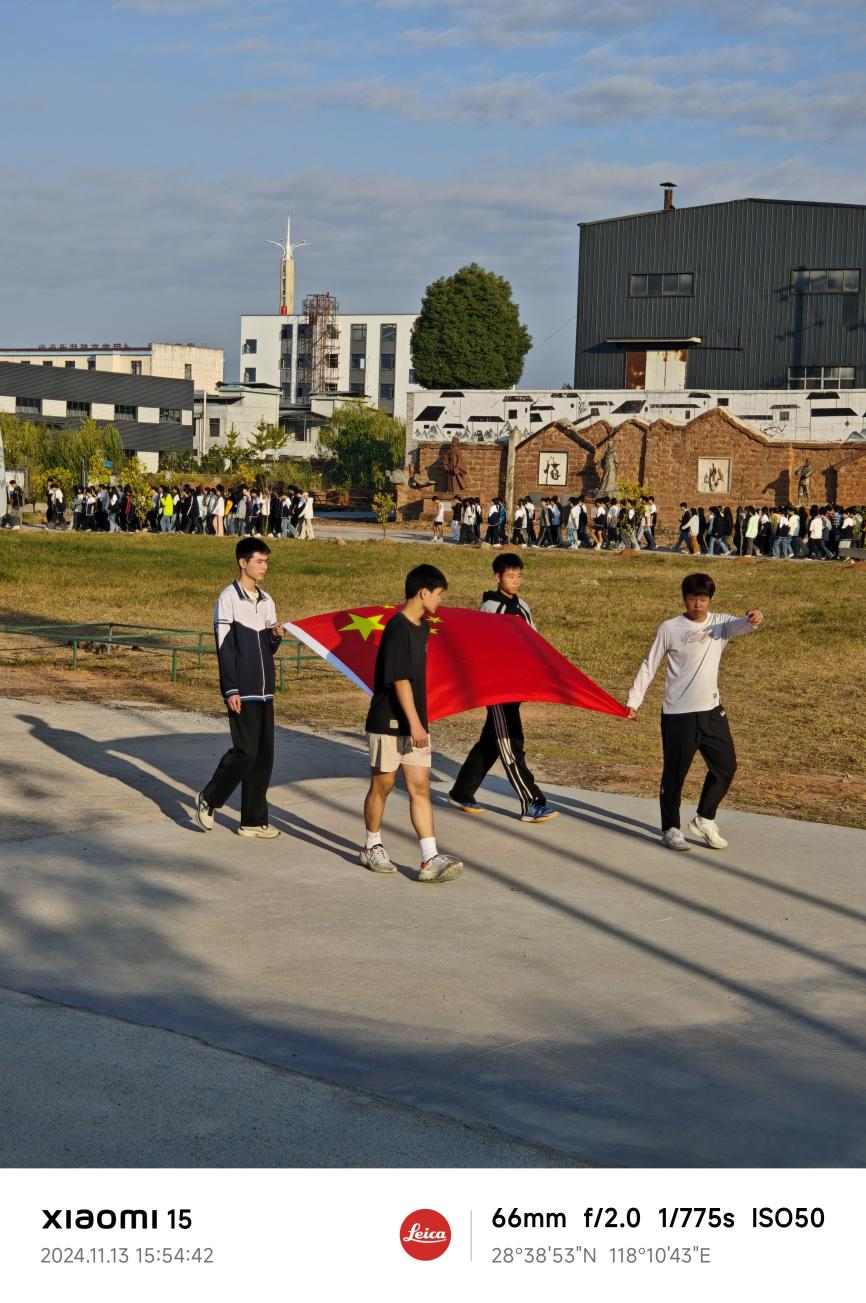 xiaomi 15
2024.11.13 15:54:42
Leica
66mm f/2.0 1/775s ISO50
28°38'53"N 118°10'43"E